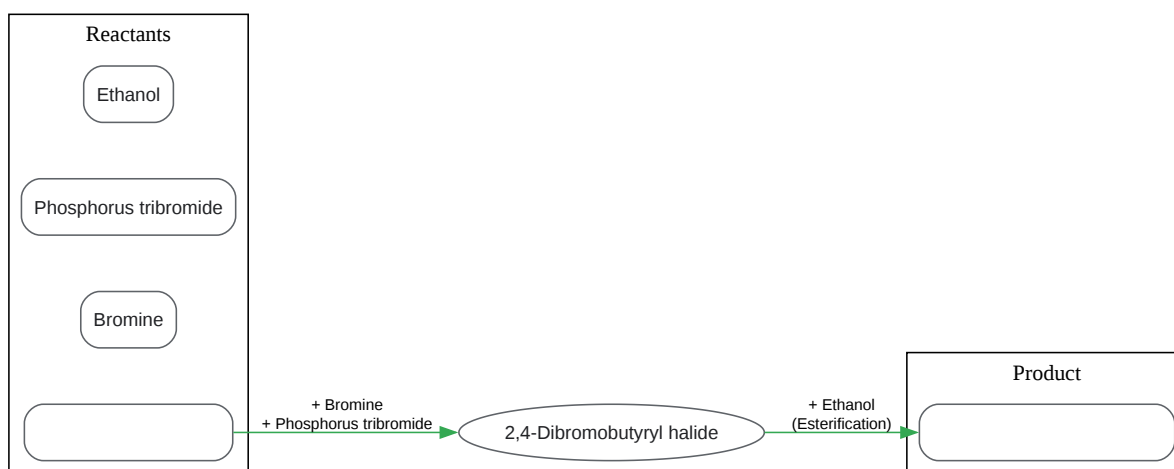 Reactants
Ethanol
Phosphorus tribromide
Bromine
+ Bromine
+ Phosphorus tribromide
2,4-Dibromobutyryl halide
+ Ethanol
(Esterification)
Product